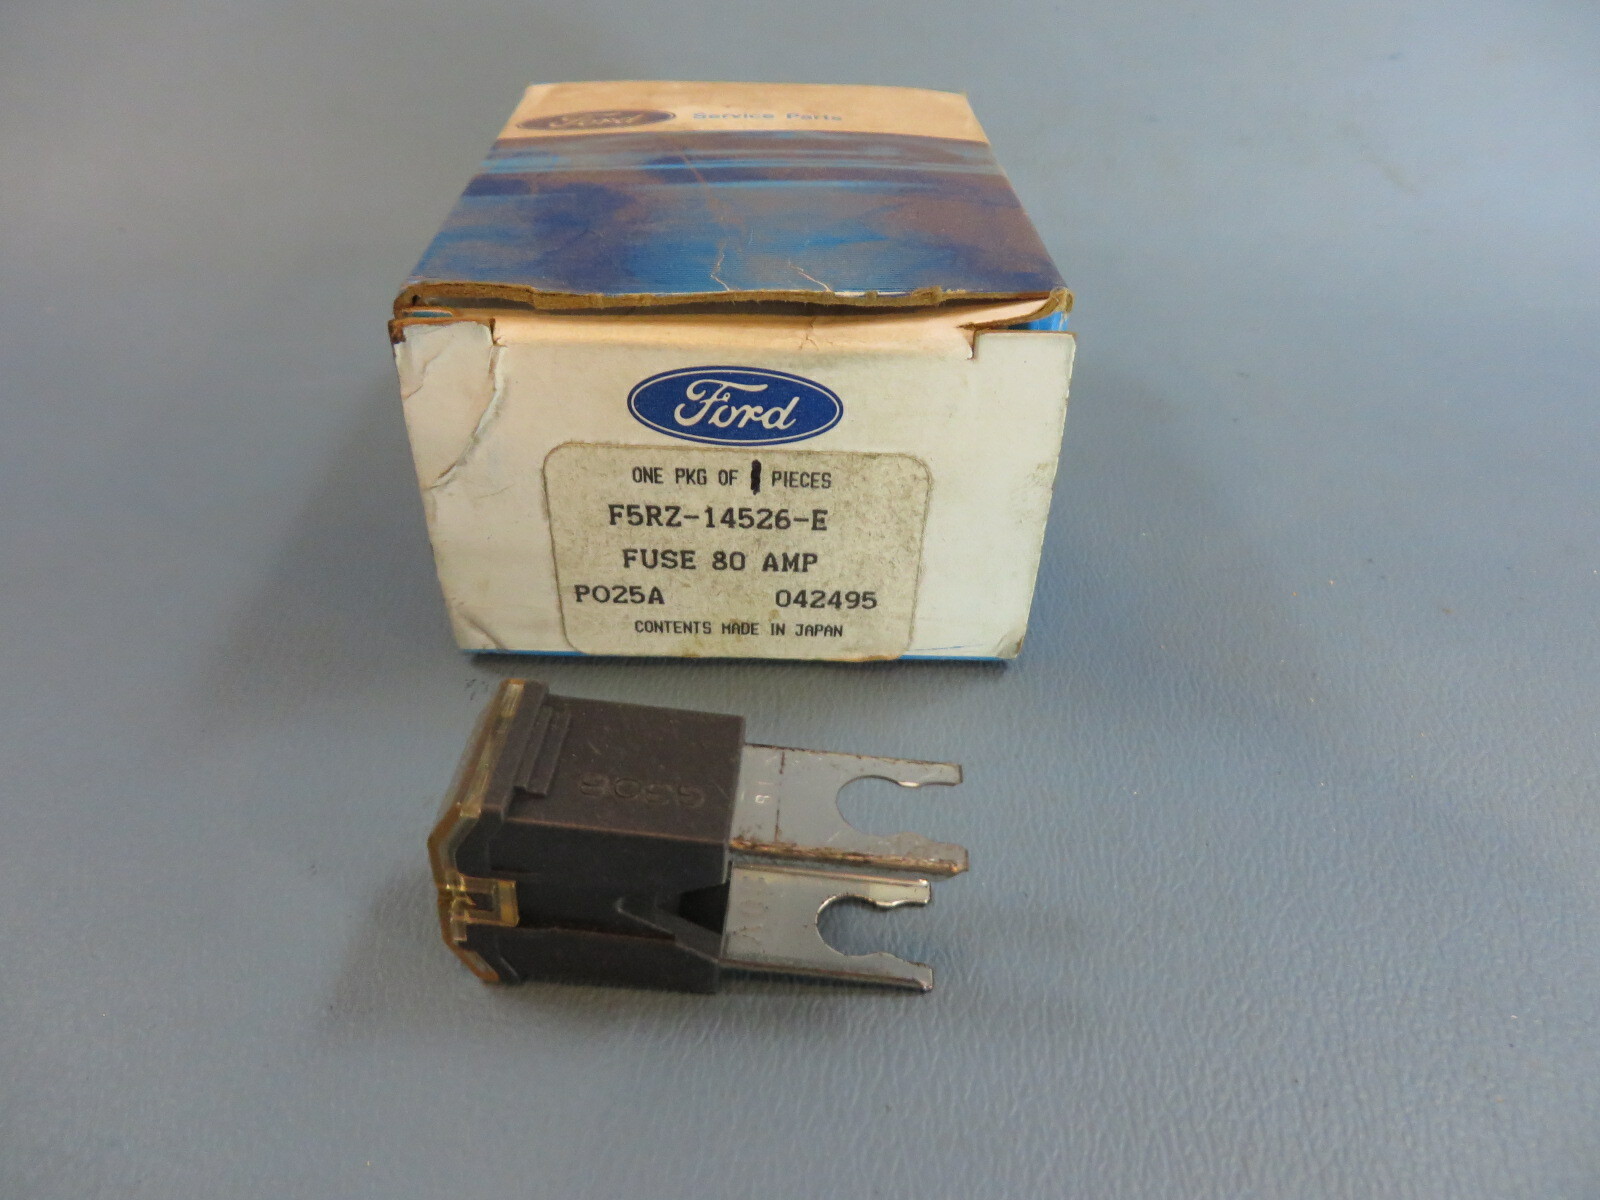 Ford Service Parts
Ford
ONE PKG OF 1 PIECES
F5RZ-14526-E
FUSE 80 AMP
PO25A 042495
CONTENTS MADE IN JAPAN